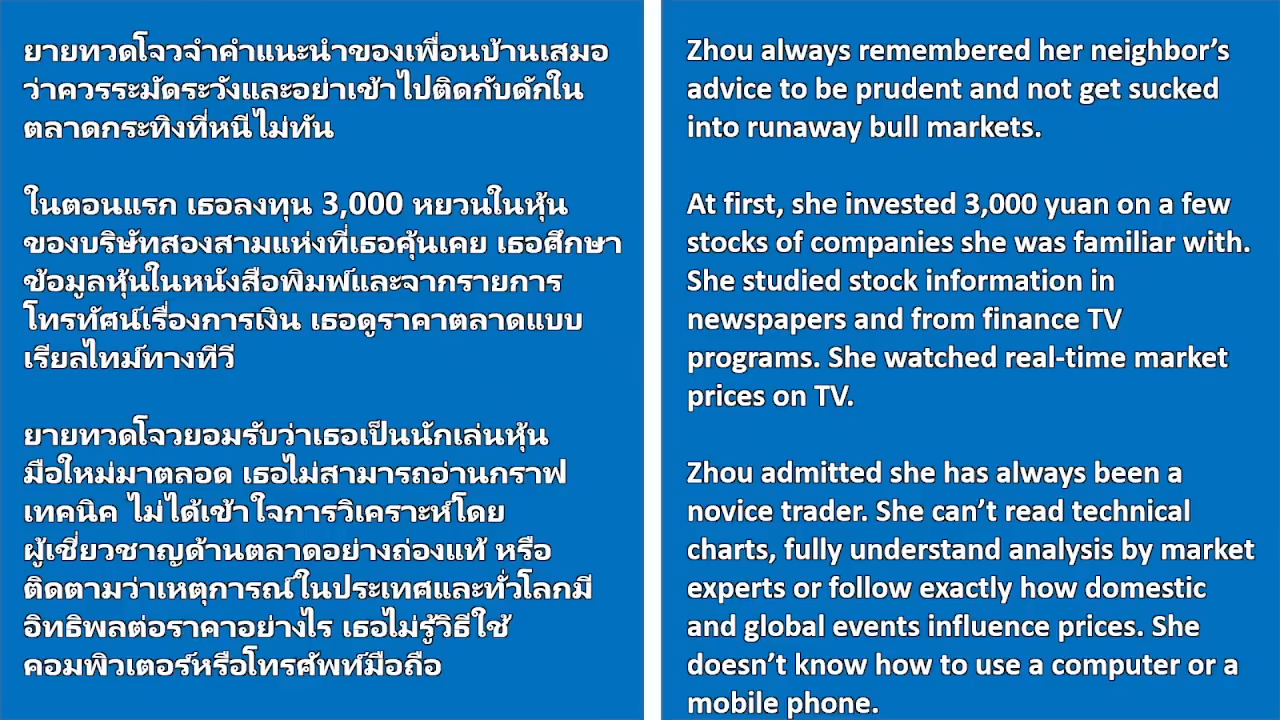 ยายทวดโจวจำคำแนะนำของเพื่อนบ้านเสมอ
ว่าควรระมัดระวังและอย่าเข้าไปติดกับดักใน
ตลาดกระทิงที่หนีไม่ทัน
ในตอนแรก เธอลงทุน 3,000 หยวนในหุ้น
ของบริษัทสองสามแห่งที่เธอคุ้นเคย เธอศึกษา
ข้อมูลหุ้นในหนังสือพิมพ์และจากรายการ
โทรทัศน์เรื่องการเงิน เธอดูราคาตลาดแบบ
เรียลไทม์ทางทีวี
ยายทวดโจวยอมรับว่าเธอเป็นนักเล่นหุ้น
มือใหม่มาตลอด เธอไม่สามารถอ่านกราฟ
เทคนิค ไม่ได้เข้าใจการวิเคราะห์โดย
ผู้เชี่ยวชาญด้านตลาดอย่างถ่องแท้ หรือ
ติดตามว่าเหตุการณ์ในประเทศและทั่วโลกมี
อิทธิพลต่อราคาอย่างไร เธอไม่รู้วิธีใช้
คอมพิวเตอร์หรือโทรศัพท์มือถือ
Zhou always remembered her neighbor’s
advice to be prudent and not get sucked
into runaway bull markets.
At first, she invested 3,000 yuan on a few
stocks of companies she was familiar with.
She studied stock information in
newspapers and from finance TV
programs. She watched real-time market
prices on TV.
Zhou admitted she has always been a
novice trader. She can’t read technical
charts, fully understand analysis by market
experts or follow exactly how domestic
and global events influence prices. She
doesn’t know how to use a computer or a
mobile phone.